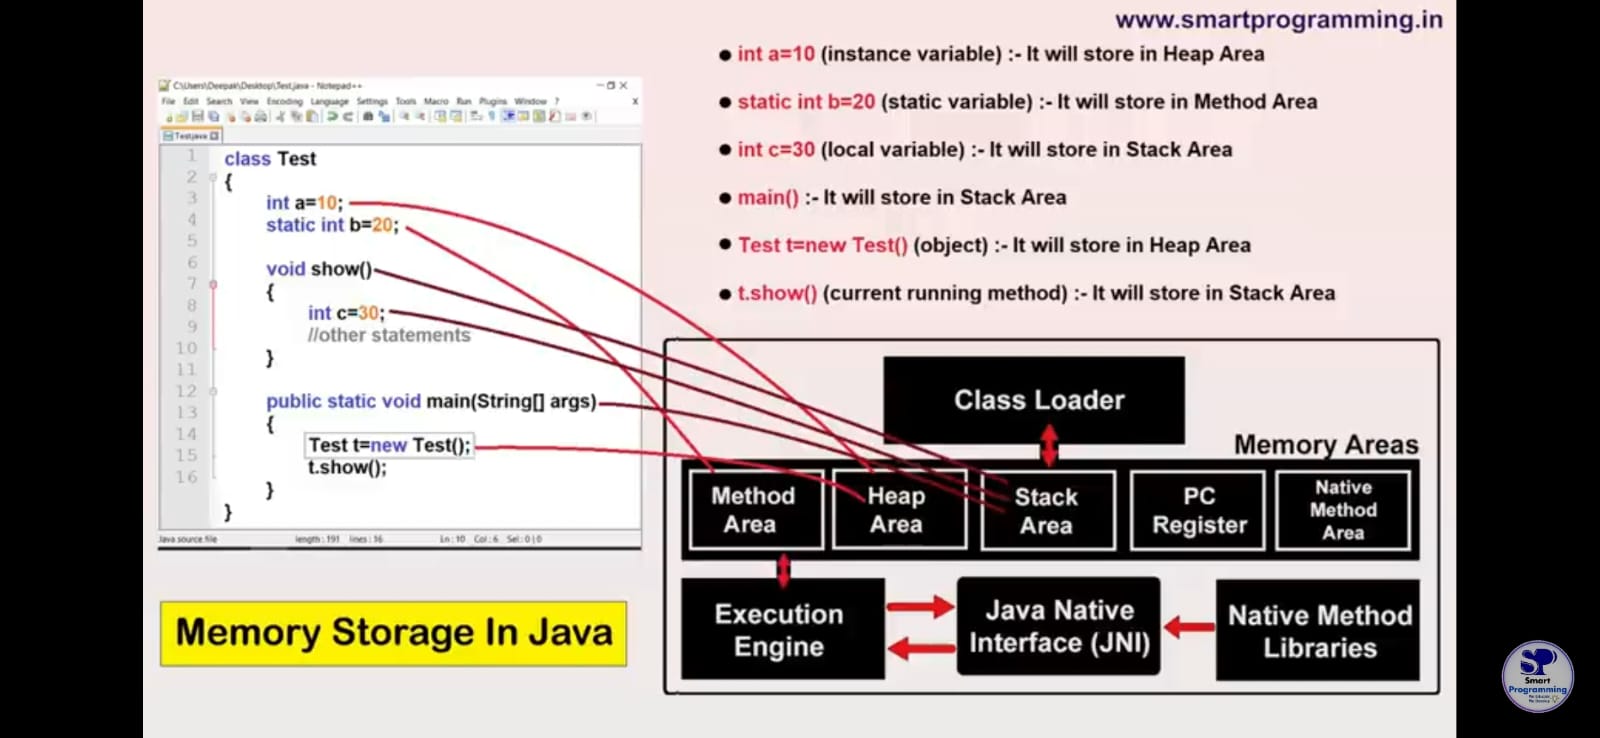 www.smartprogramming.in
● int a=10 (instance variable) :- It will store in Heap Area
● static int b=20 (static variable) :- It will store in Method Area
● int c=30 (local variable) :- It will store in Stack Area
● main() :- It will store in Stack Area
● Test t=new Test() (object) :- It will store in Heap Area
● t.show() (current running method) :- It will store in Stack Area
C:\Users\Deepak\Desktop\Test.java - Notepad++
File Edit Search View Encoding Language Settings Tools Macro Run Plugins Window ? X
Test.java
1 class Test
2 {
3 int a=10;
4 static int b=20;
5
6 void show()
7 {
8 int c=30;
9 //other statements
10 }
11
12 public static void main(String[] args)
13 {
14 Test t=new Test();
15 t.show();
16 }
}
Java source file length : 191 lines : 16 Ln : 10 Col : 6 Sel : 0 | 0
Memory Storage In Java
Class Loader
Memory Areas
Method
Area
Heap
Area
Stack
Area
PC
Register
Native
Method
Area
Execution
Engine
Java Native
Interface (JNI)
Native Method
Libraries
SP
Smart
Programming